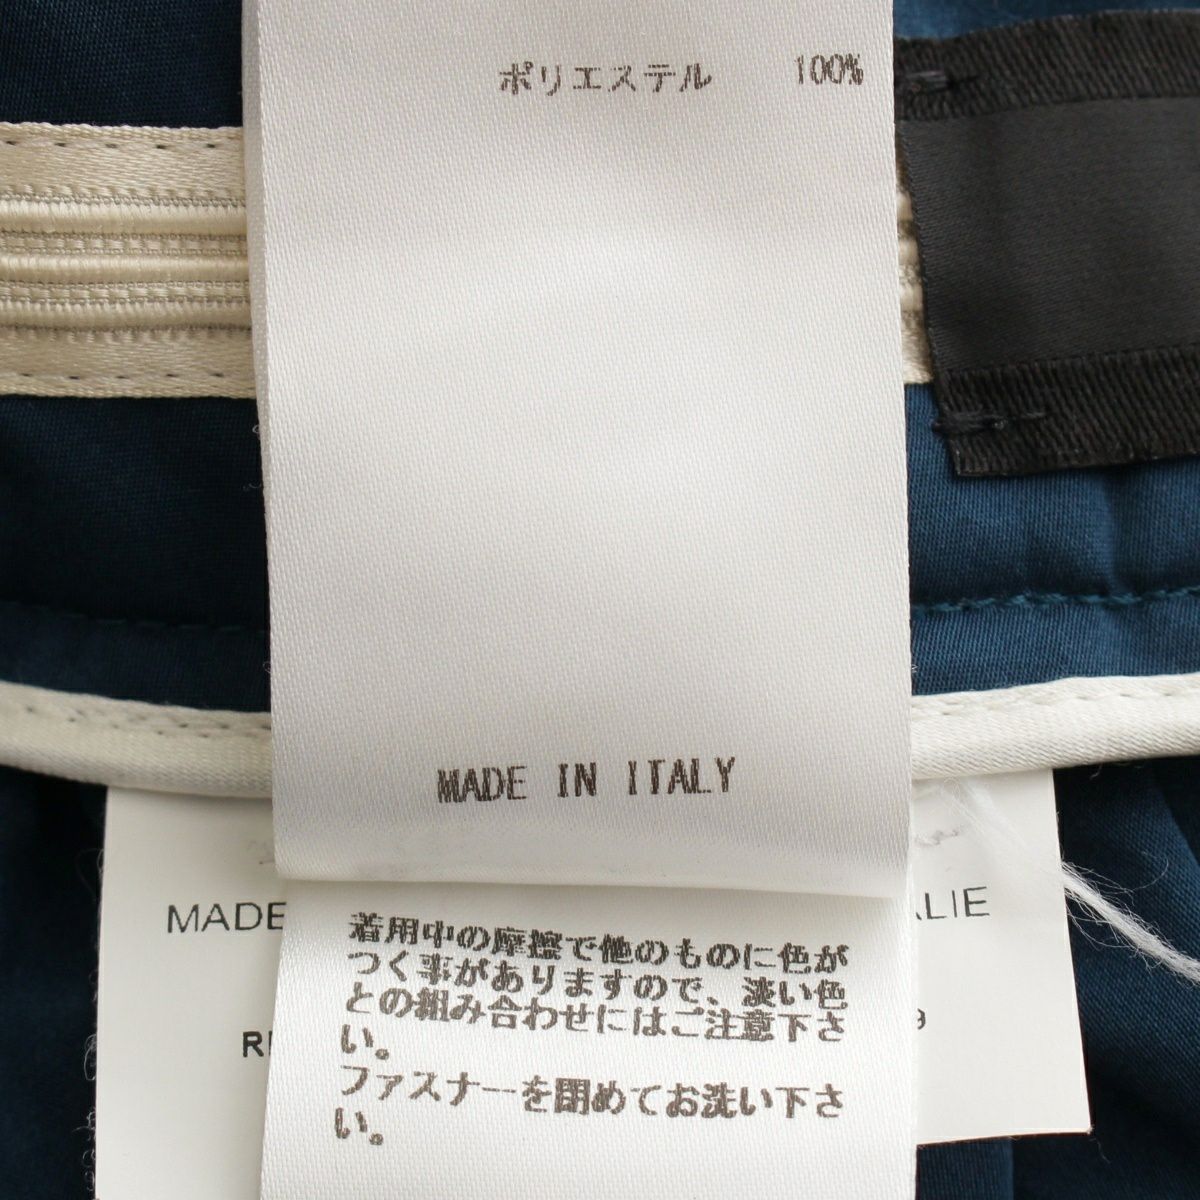 ポリエステル 100%
MADE IN ITALY
MADE
ALIE
着用中の摩擦で他のものに色が
つく事がありますので、淡い色
との組み合わせにはご注意下さ
い。
ファスナーを閉めてお洗い下さ
い。